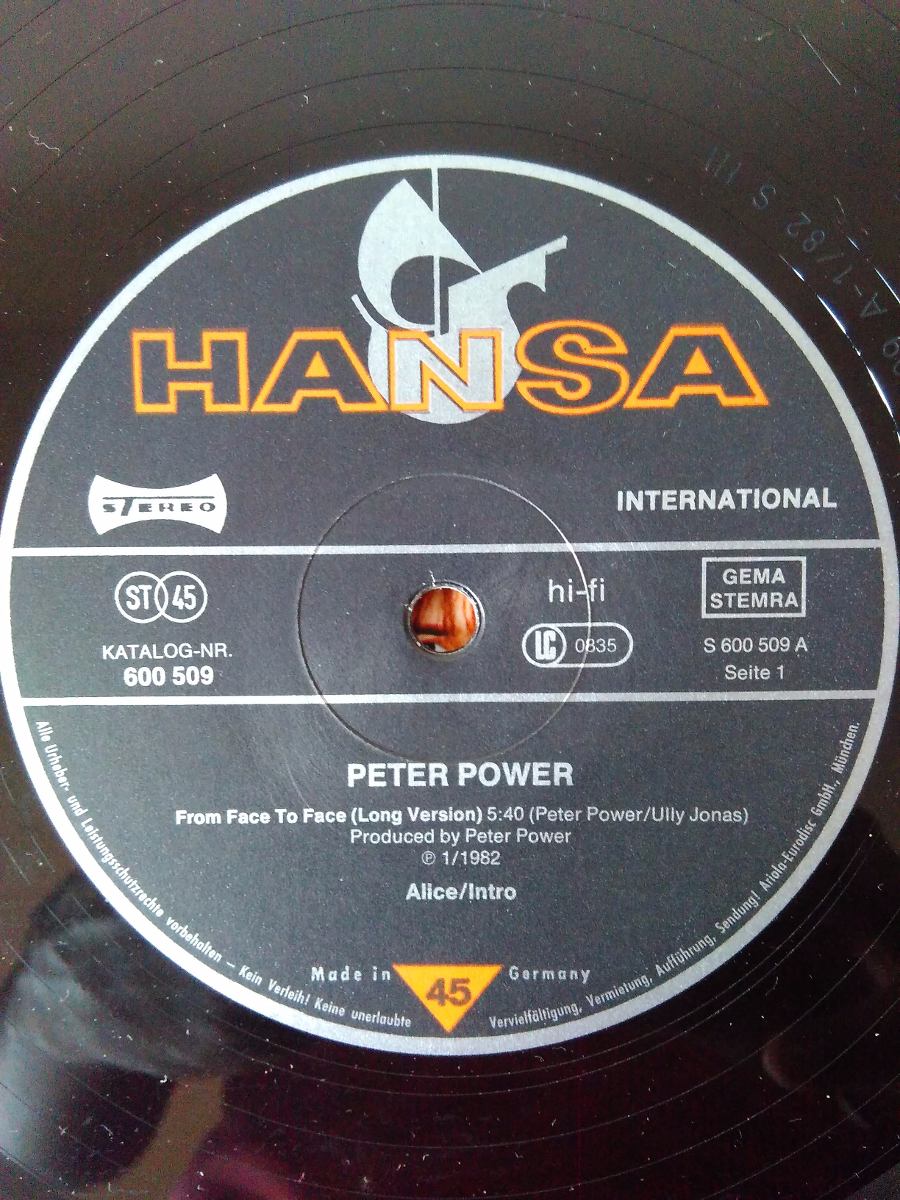 HANSA
STEREO
INTERNATIONAL
ST 45
KATALOG-NR.
600 509
hi-fi
LC 0835
GEMA
STEMRA
S 600 509 A
Seite 1
PETER POWER
From Face To Face (Long Version) 5:40 (Peter Power/Ully Jonas)
Produced by Peter Power
℗ 1/1982
Alice/Intro
Made in 45 Germany
Alle Urheber- und Leistungsschutzrechte vorbehalten – Kein Verleih! Keine unerlaubte Vervielfältigung, Vermietung, Aufführung, Sendung! Ariola-Eurodisc GmbH., München.
A-1/82 S III